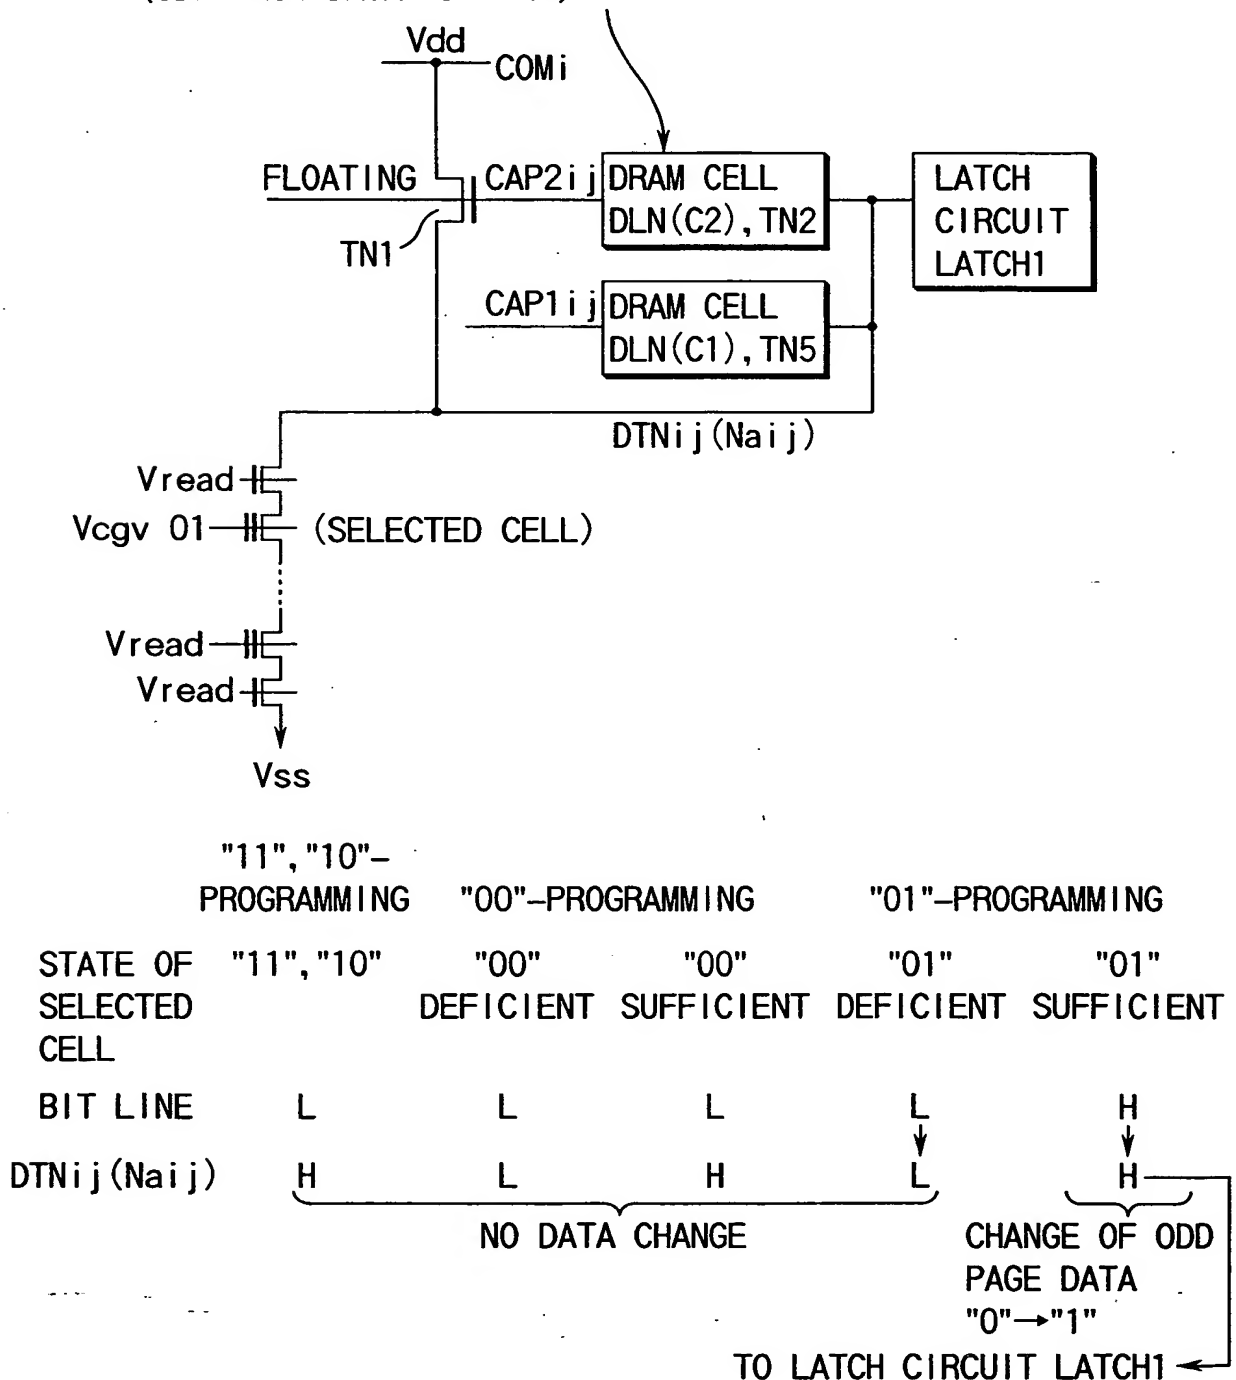 Vdd
COMi
FLOATING
CAP2ij
DRAM CELL
DLN(C2), TN2
LATCH
CIRCUIT
LATCH1
TN1
CAP1ij
DRAM CELL
DLN(C1), TN5
DTNij(Naij)
Vread
Vcgv 01
(SELECTED CELL)
Vread
Vread
Vss
"11", "10"-
PROGRAMMING
"00"-PROGRAMMING
"01"-PROGRAMMING
STATE OF
SELECTED
CELL
"11", "10"
"00"
DEFICIENT
"00"
SUFFICIENT
"01"
DEFICIENT
"01"
SUFFICIENT
BIT LINE L L L L H
DTNij(Naij) H L H L H
NO DATA CHANGE
CHANGE OF ODD
PAGE DATA
"0"→"1"
TO LATCH CIRCUIT LATCH1